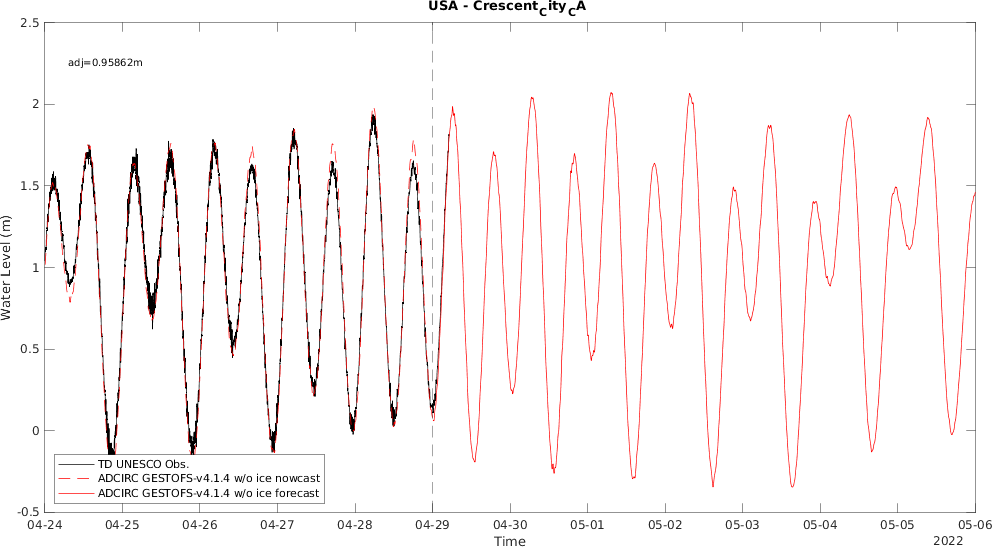 USA - Crescent_City_CA
2.5
adj=0.95862m
2
1.5
1
0.5
0
-0.5
Water Level (m)
TD UNESCO Obs.
ADCIRC GESTOFS-v4.1.4 w/o ice nowcast
ADCIRC GESTOFS-v4.1.4 w/o ice forecast
04-24 04-25 04-26 04-27 04-28 04-29 04-30 05-01 05-02 05-03 05-04 05-05 05-06
Time
2022